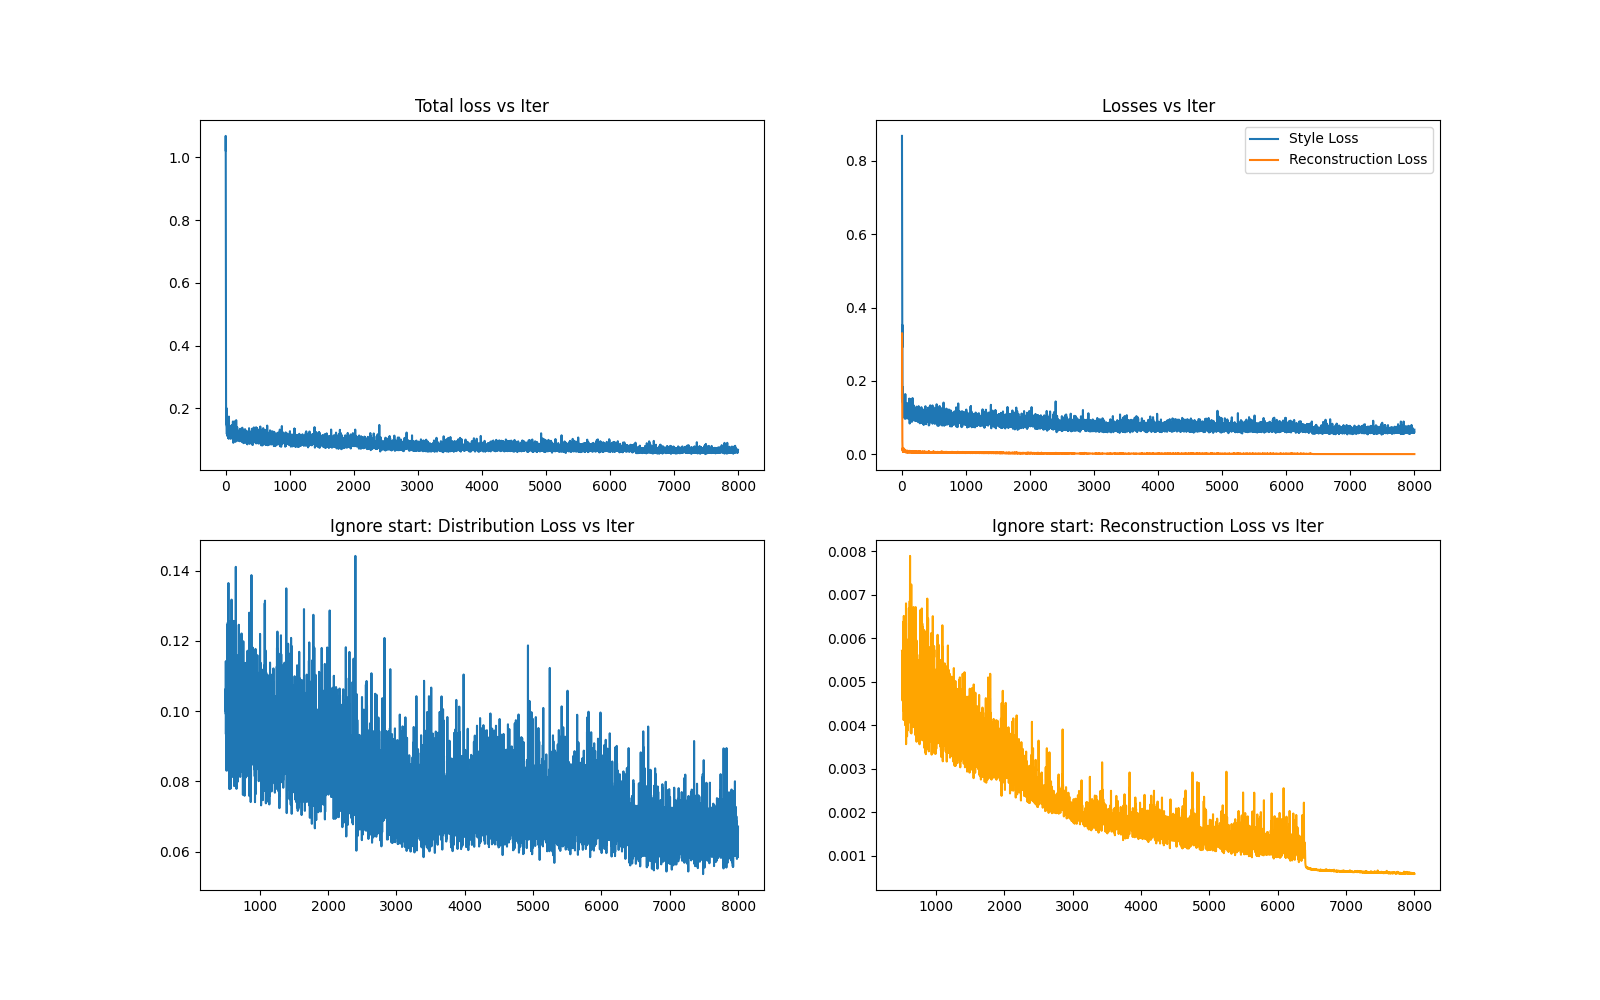 Total loss vs Iter
1.0
0.8
0.6
0.4
0.2
0 1000 2000 3000 4000 5000 6000 7000 8000
Losses vs Iter
Style Loss
Reconstruction Loss
0.8
0.6
0.4
0.2
0.0
0 1000 2000 3000 4000 5000 6000 7000 8000
Ignore start: Distribution Loss vs Iter
0.14
0.12
0.10
0.08
0.06
1000 2000 3000 4000 5000 6000 7000 8000
Ignore start: Reconstruction Loss vs Iter
0.008
0.007
0.006
0.005
0.004
0.003
0.002
0.001
1000 2000 3000 4000 5000 6000 7000 8000